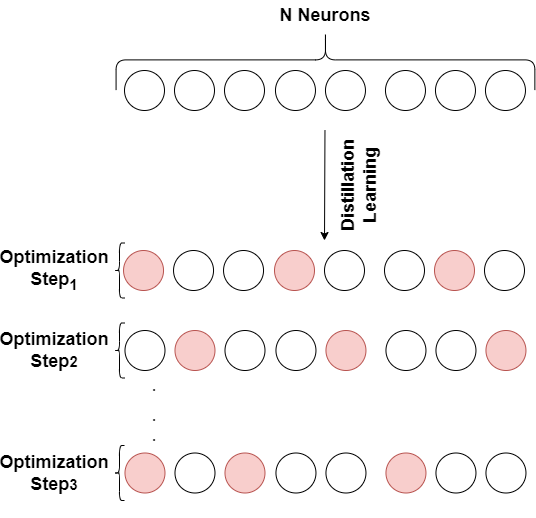 N Neurons
Distillation
Learning
Optimization
Step1
Optimization
Step2
Optimization
Step3